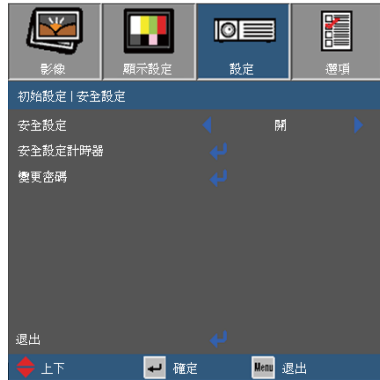 影像 顯示設定 設定 選項
初始設定 | 安全設定
安全設定 開
安全設定計時器
變更密碼
退出
上下 確定 Menu 退出